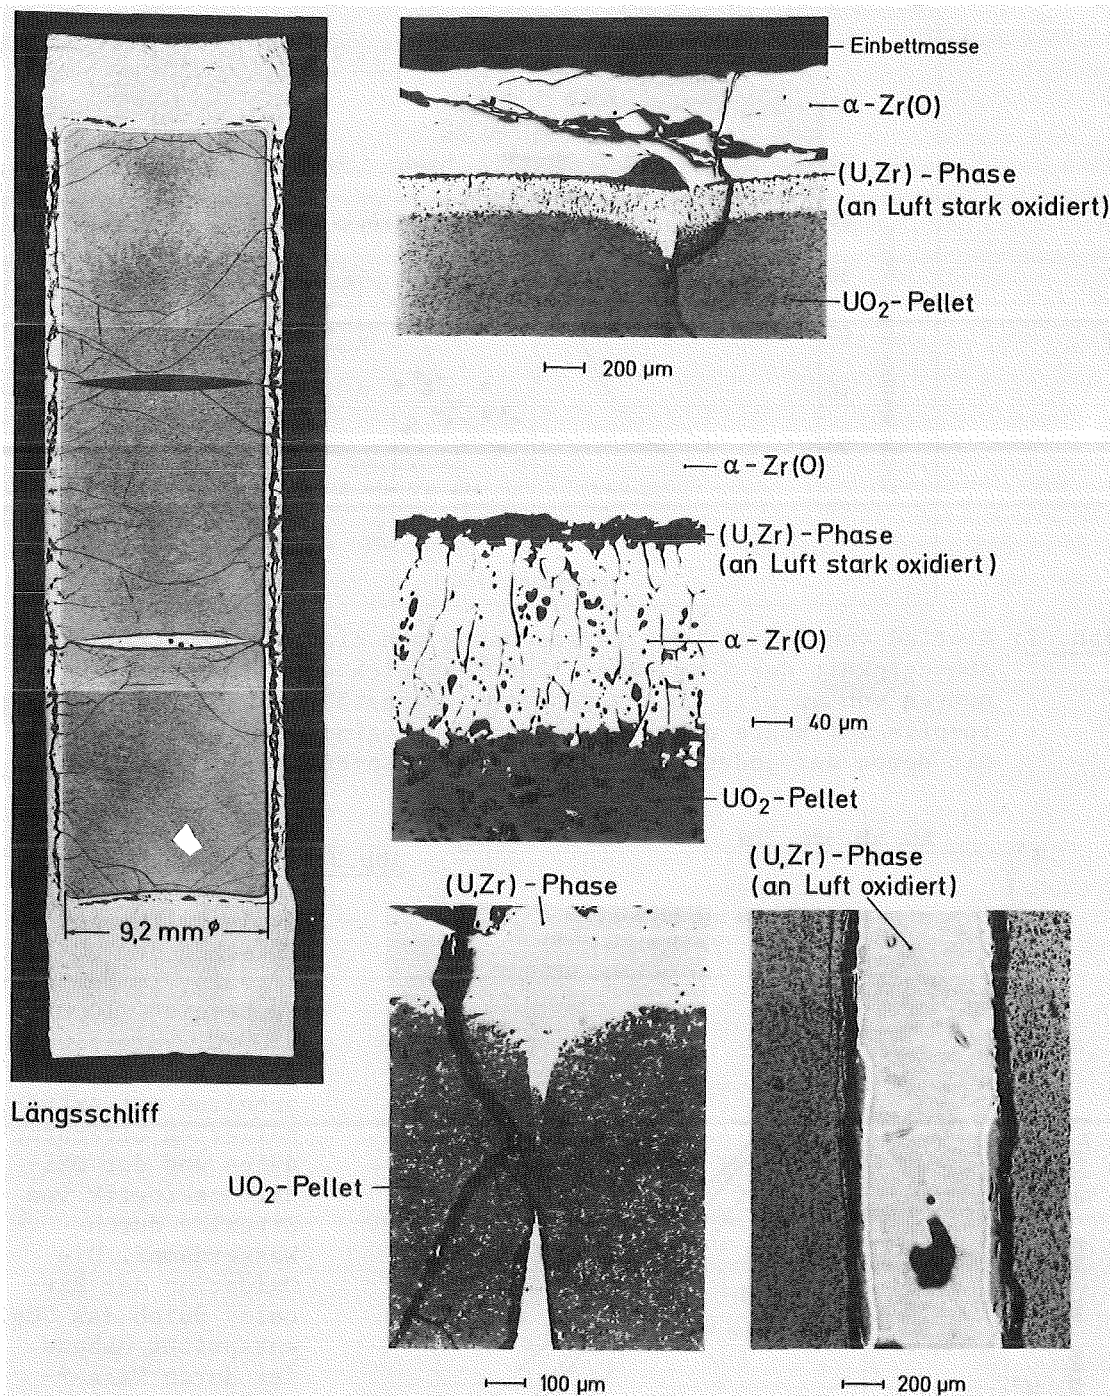 Einbettmasse
α-Zr(O)
(U,Zr)-Phase
(an Luft stark oxidiert)
UO₂-Pellet
200 µm
α-Zr(O)
(U,Zr)-Phase
(an Luft stark oxidiert)
α-Zr(O)
40 µm
UO₂-Pellet
9,2 mm ø
Längsschliff
(U,Zr)-Phase
UO₂-Pellet
100 µm
(U,Zr)-Phase
(an Luft oxidiert)
200 µm